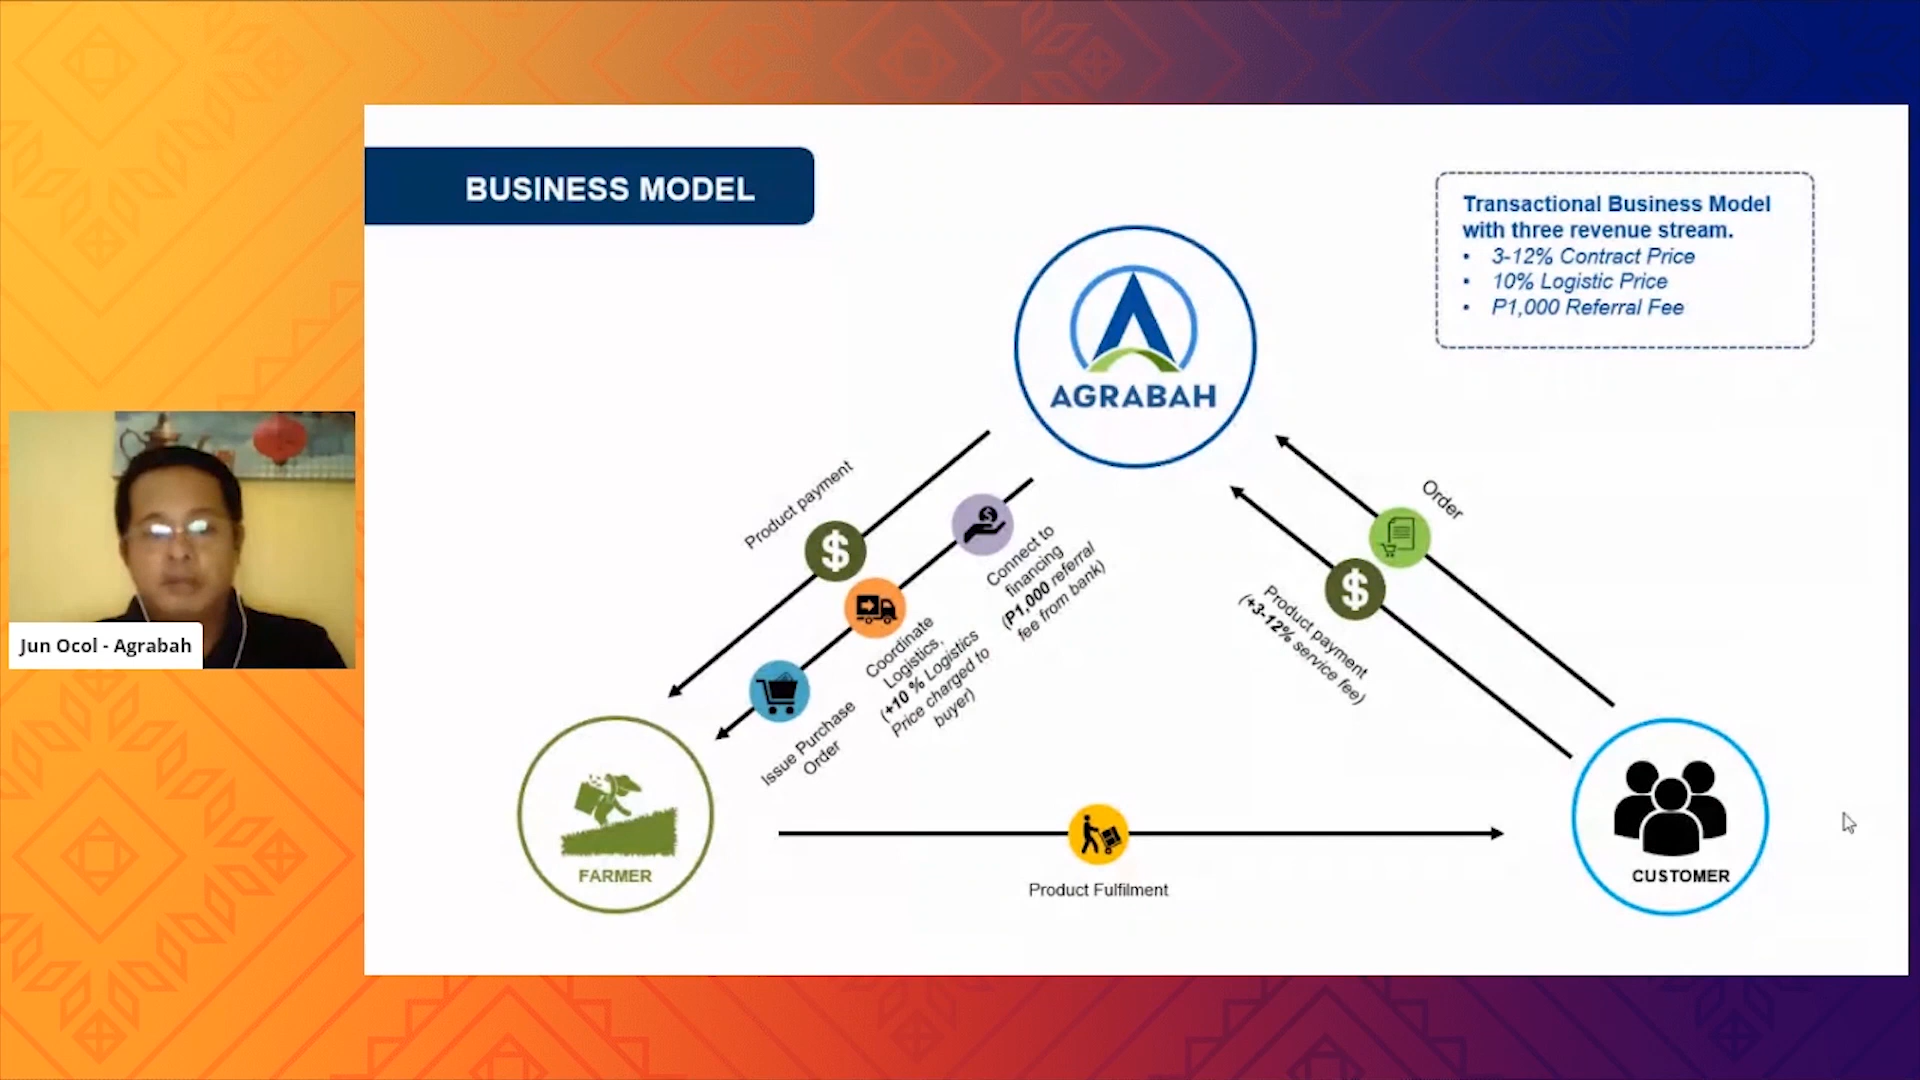 BUSINESS MODEL
Transactional Business Model
with three revenue stream.
• 3-12% Contract Price
• 10% Logistic Price
• P1,000 Referral Fee
AGRABAH
Product payment
$
Order
$
Connect to
financing
(P1,000 referral
fee from bank)
$
Product payment
(+3-12% service fee)
Coordinate
Logistics,
(+10 % Logistics
Price charged to
buyer)
Issue Purchase
Order
Jun Ocol - Agrabah
FARMER
CUSTOMER
Product Fulfilment